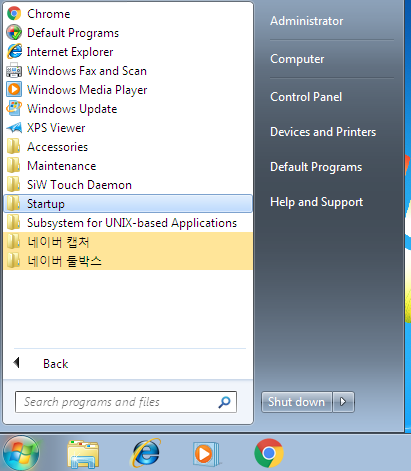 Chrome
Default Programs
Internet Explorer
Windows Fax and Scan
Windows Media Player
Windows Update
XPS Viewer
Accessories
Maintenance
SiW Touch Daemon
Startup
Subsystem for UNIX-based Applications
네이버 캡처
네이버 툴박스
Back
Search programs and files
Administrator
Computer
Control Panel
Devices and Printers
Default Programs
Help and Support
Shut down